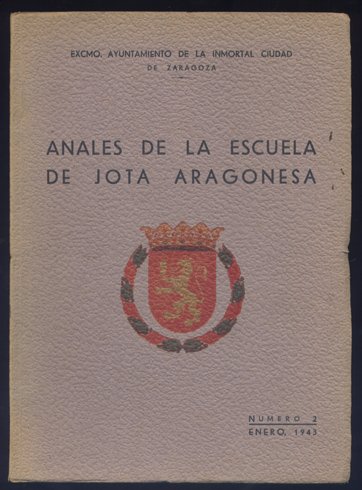 EXCMO. AYUNTAMIENTO DE LA INMORTAL CIUDAD
DE ZARAGOZA
ANALES DE LA ESCUELA
DE JOTA ARAGONESA
NUMERO 2
ENERO, 1943